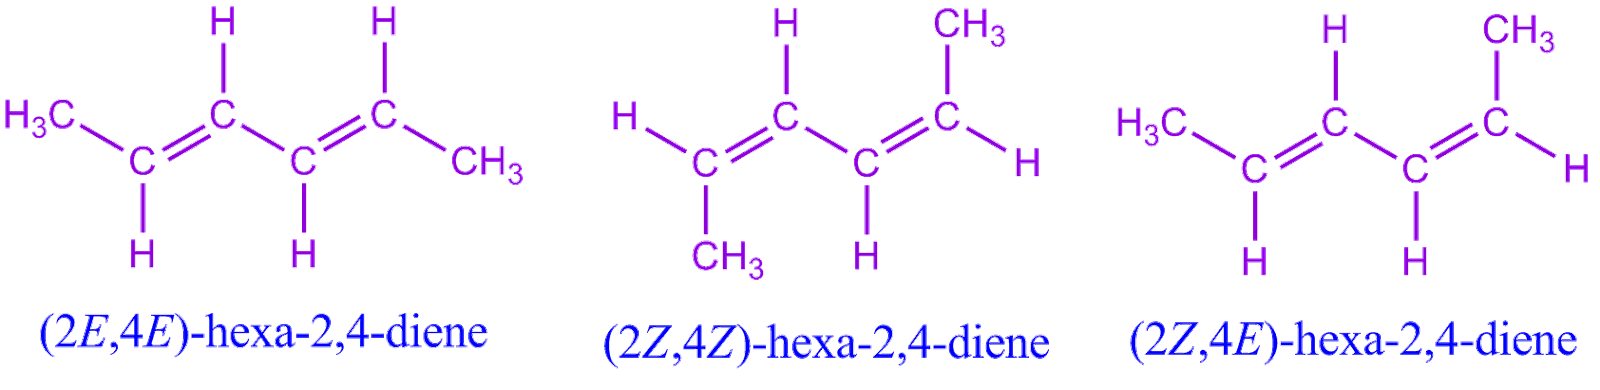 H H
H₃C C C
C C CH₃
H H
(2E,4E)-hexa-2,4-diene
H CH₃
H C C
C C H
CH₃ H
(2Z,4Z)-hexa-2,4-diene
H CH₃
H₃C C C
C C H
H H
(2Z,4E)-hexa-2,4-diene